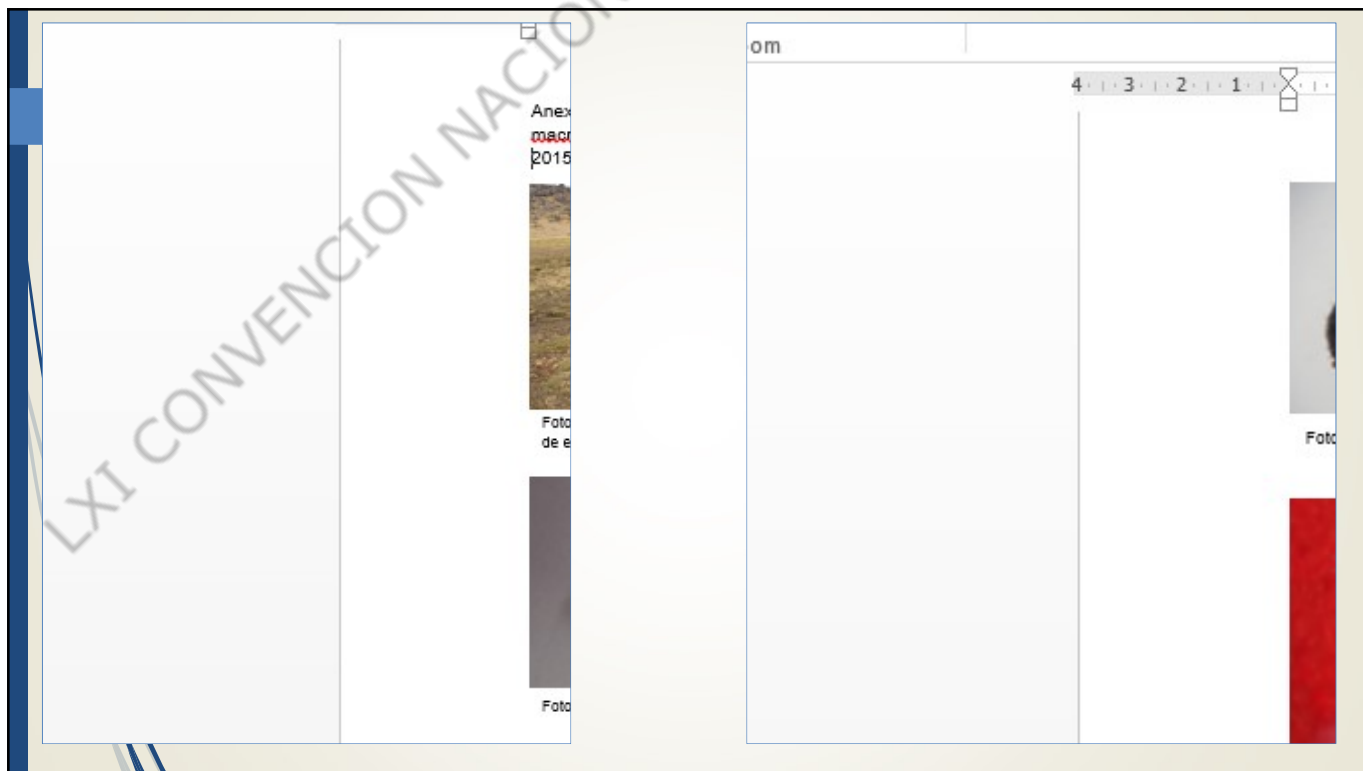 LXI CONVENCION NACIO
Anex
macr
2015
Foto
de e
Foto
om
4 3 2 1
Foto